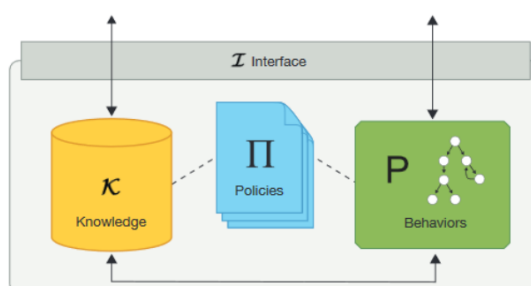 𝓘 Interface
Π
Policies
𝒦
Knowledge
P
Behaviors